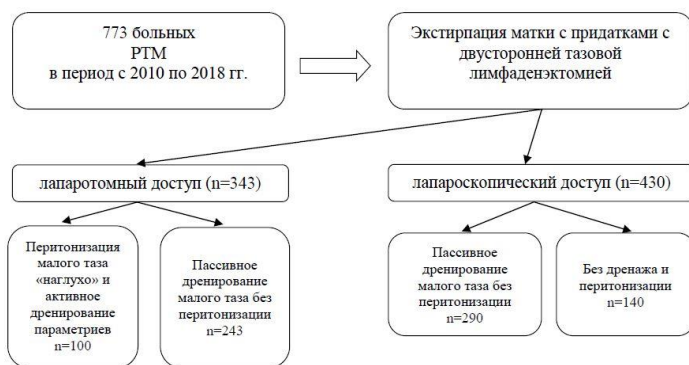 773 больных
РТМ
в период с 2010 по 2018 гг.
Экстирпация матки с придатками с
двусторонней тазовой
лимфаденэктомией
лапаротомный доступ (n=343)
лапароскопический доступ (n=430)
Перитонизация
малого таза
«наглухо» и
активное
дренирование
параметриев
n=100
Пассивное
дренирование
малого таза без
перитонизации
n=243
Пассивное
дренирование
малого таза без
перитонизации
n=290
Без дренажа и
перитонизации
n=140